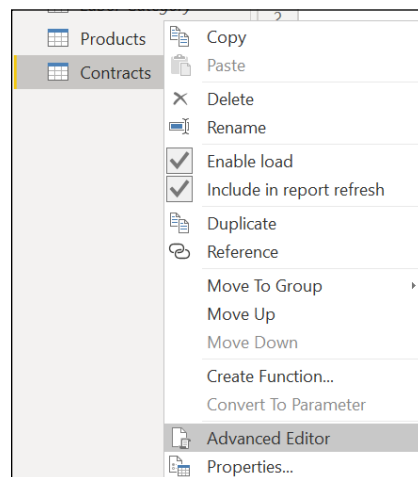 Products
Contracts
2
Copy
Paste
Delete
Rename
Enable load
Include in report refresh
Duplicate
Reference
Move To Group
Move Up
Move Down
Create Function...
Convert To Parameter
Advanced Editor
Properties...